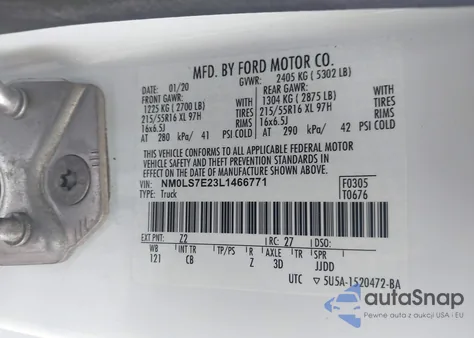 MFD. BY FORD MOTOR CO.
01/20 GVWR: 2405 KG (5302 LB)
FRONT GAWR: REAR GAWR:
1225 KG (2700 LB) 1304 KG (2875 LB)
215/55R16 XL 97H TIRES 215/55R16 XL 97H TIRES
16x6.5J RIMS 16x6.5J RIMS
AT 280 kPa/ 41 PSI COLD AT 290 kPa/ 42 PSI COLD
THIS VEHICLE CONFORMS TO ALL APPLICABLE FEDERAL MOTOR
VEHICLE SAFETY AND THEFT PREVENTION STANDARDS IN
EFFECT ON THE DATE OF MANUFACTURE SHOWN ABOVE.
VIN: NM0LS7E23L1466771 F0305
TYPE: Truck T0676
EXT PNT: Z2 RC: 27 DSO:
WB BRK INT TR TP/PS R AXLE TR SPR
121 CB Z 3D JJDD
UTC 5U5A-1520472-BA
autoSnap
Pewne auta z aukcji USA i EU